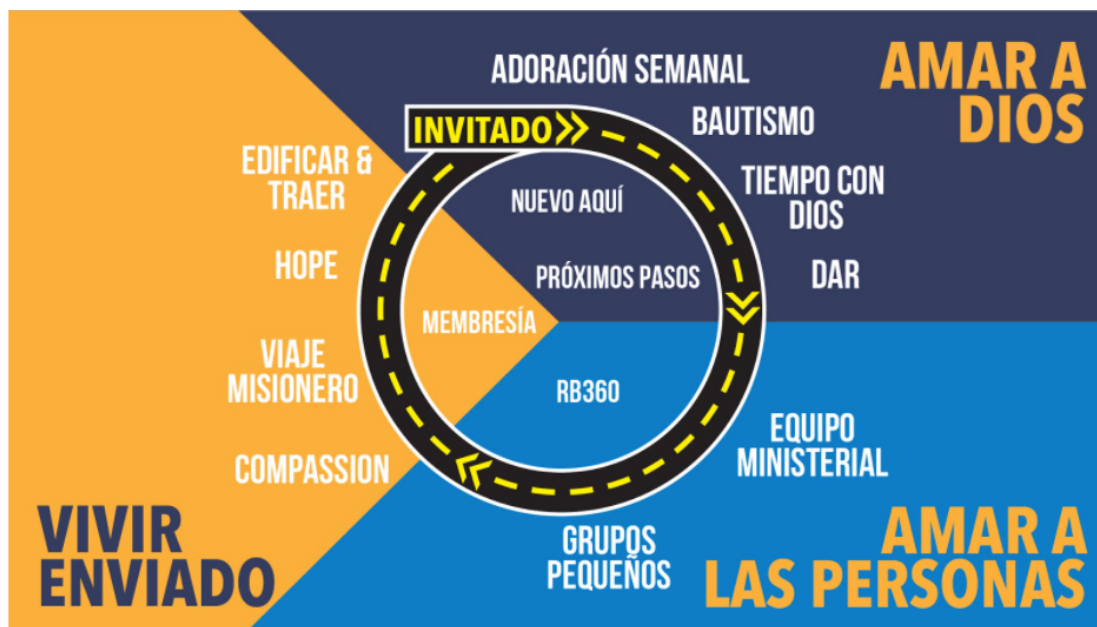 ADORACIÓN SEMANAL
AMAR A
DIOS
INVITADO
BAUTISMO
TIEMPO CON
DIOS
DAR
NUEVO AQUÍ
PRÓXIMOS PASOS
MEMBRESÍA
RB360
EQUIPO
MINISTERIAL
AMAR A
LAS PERSONAS
GRUPOS
PEQUEÑOS
EDIFICAR &
TRAER
HOPE
VIAJE
MISIONERO
COMPASSION
VIVIR
ENVIADO